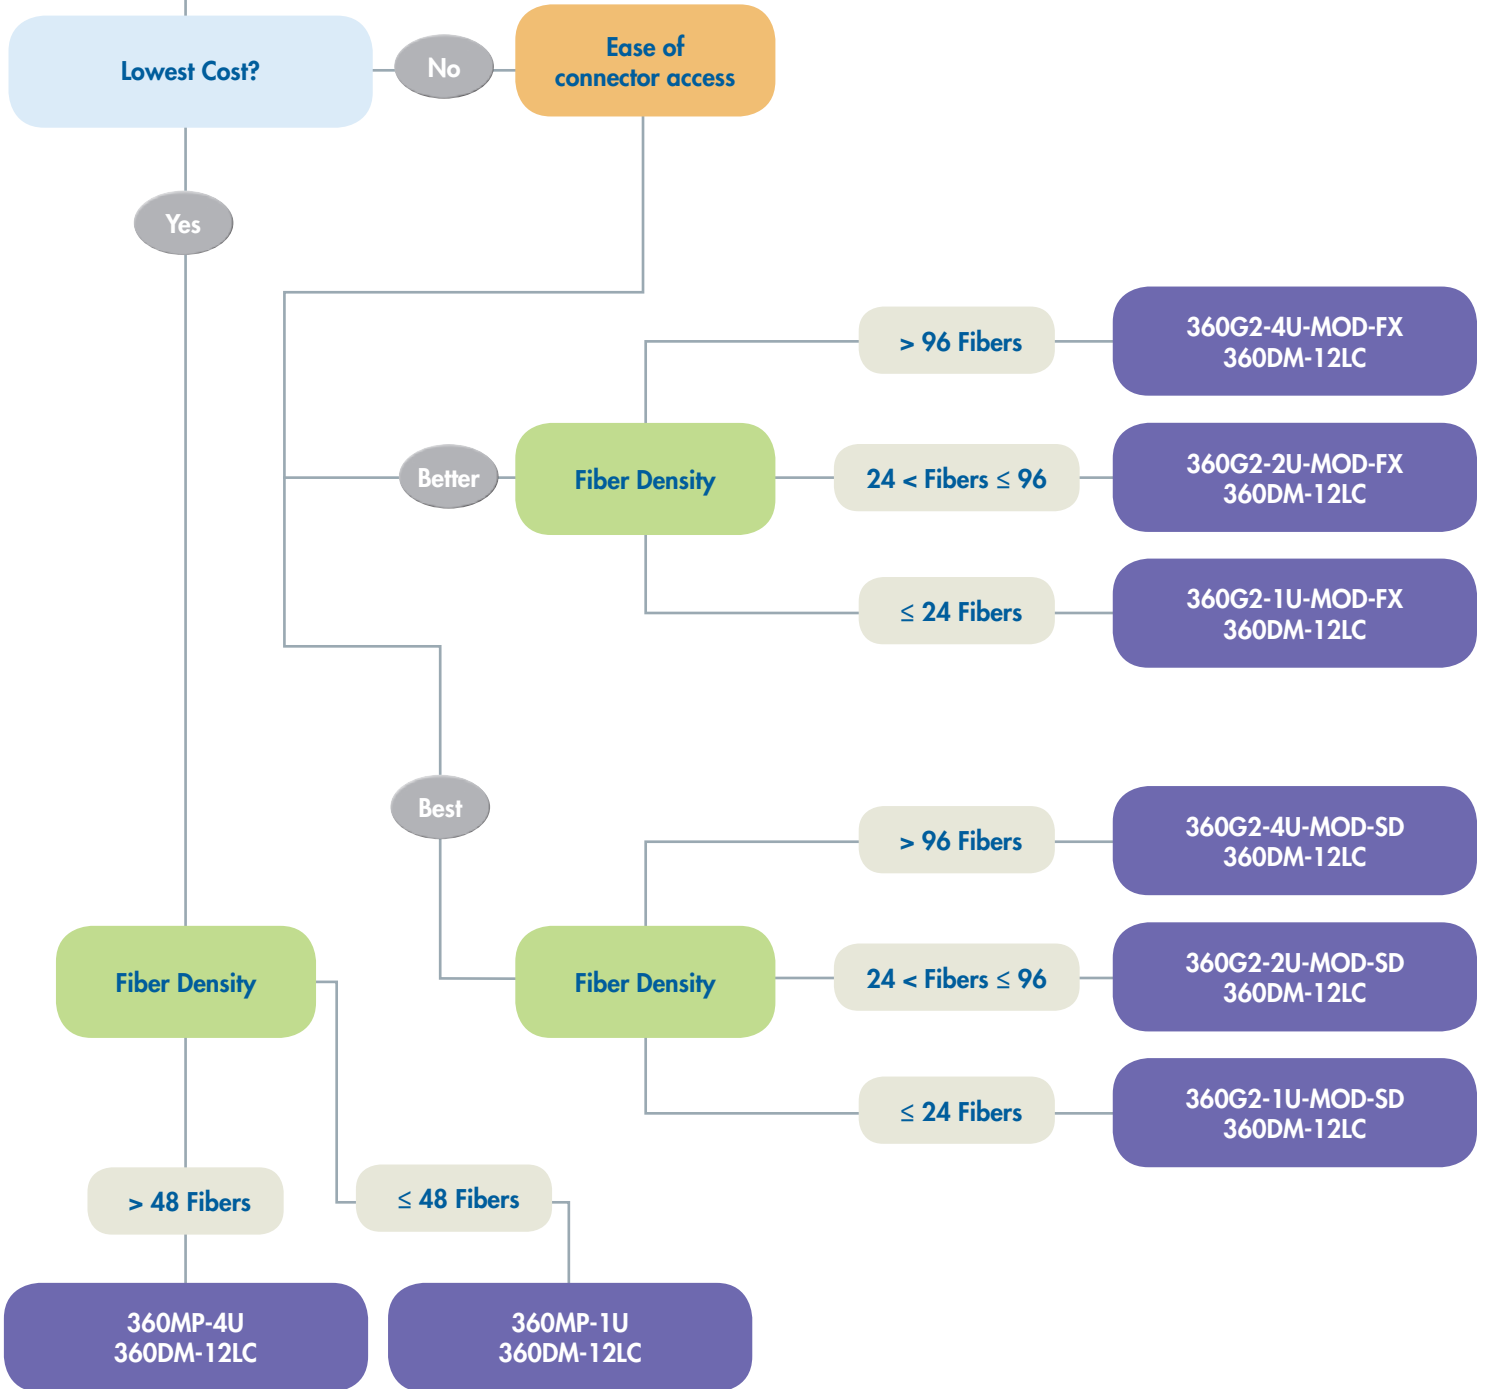 Lowest Cost?
No
Ease of
connector access
Yes
> 96 Fibers
360G2-4U-MOD-FX
360DM-12LC
Better
Fiber Density
24 < Fibers ≤ 96
360G2-2U-MOD-FX
360DM-12LC
≤ 24 Fibers
360G2-1U-MOD-FX
360DM-12LC
Best
> 96 Fibers
360G2-4U-MOD-SD
360DM-12LC
Fiber Density
24 < Fibers ≤ 96
360G2-2U-MOD-SD
360DM-12LC
≤ 24 Fibers
360G2-1U-MOD-SD
360DM-12LC
Fiber Density
> 48 Fibers
≤ 48 Fibers
360MP-4U
360DM-12LC
360MP-1U
360DM-12LC